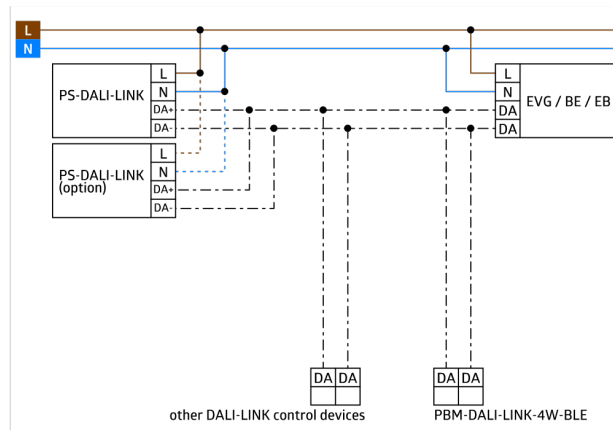 L
N
PS-DALI-LINK
L
N
DA+
DA-
EVG / BE / EB
L
N
DA
DA
PS-DALI-LINK
(option)
L
N
DA+
DA-
DA DA
DA DA
other DALI-LINK control devices
PBM-DALI-LINK-4W-BLE